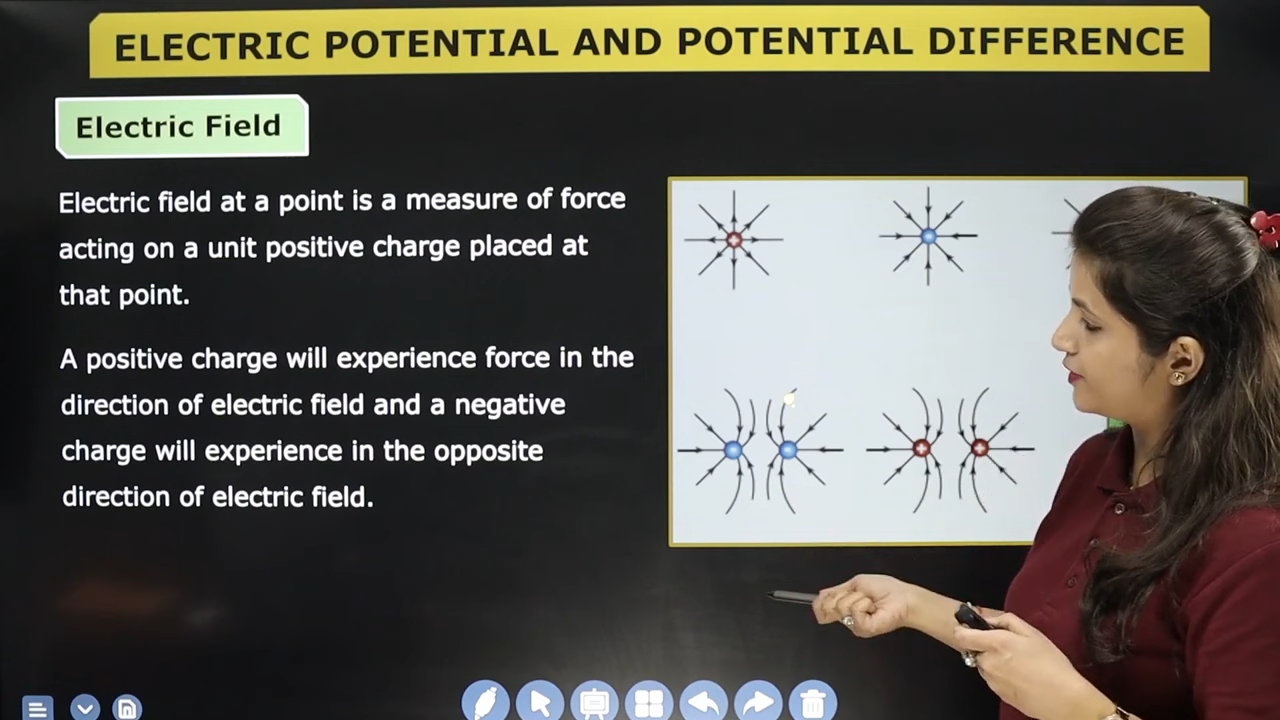 ELECTRIC POTENTIAL AND POTENTIAL DIFFERENCE
Electric Field
Electric field at a point is a measure of force
acting on a unit positive charge placed at
that point.
A positive charge will experience force in the
direction of electric field and a negative
charge will experience in the opposite
direction of electric field.